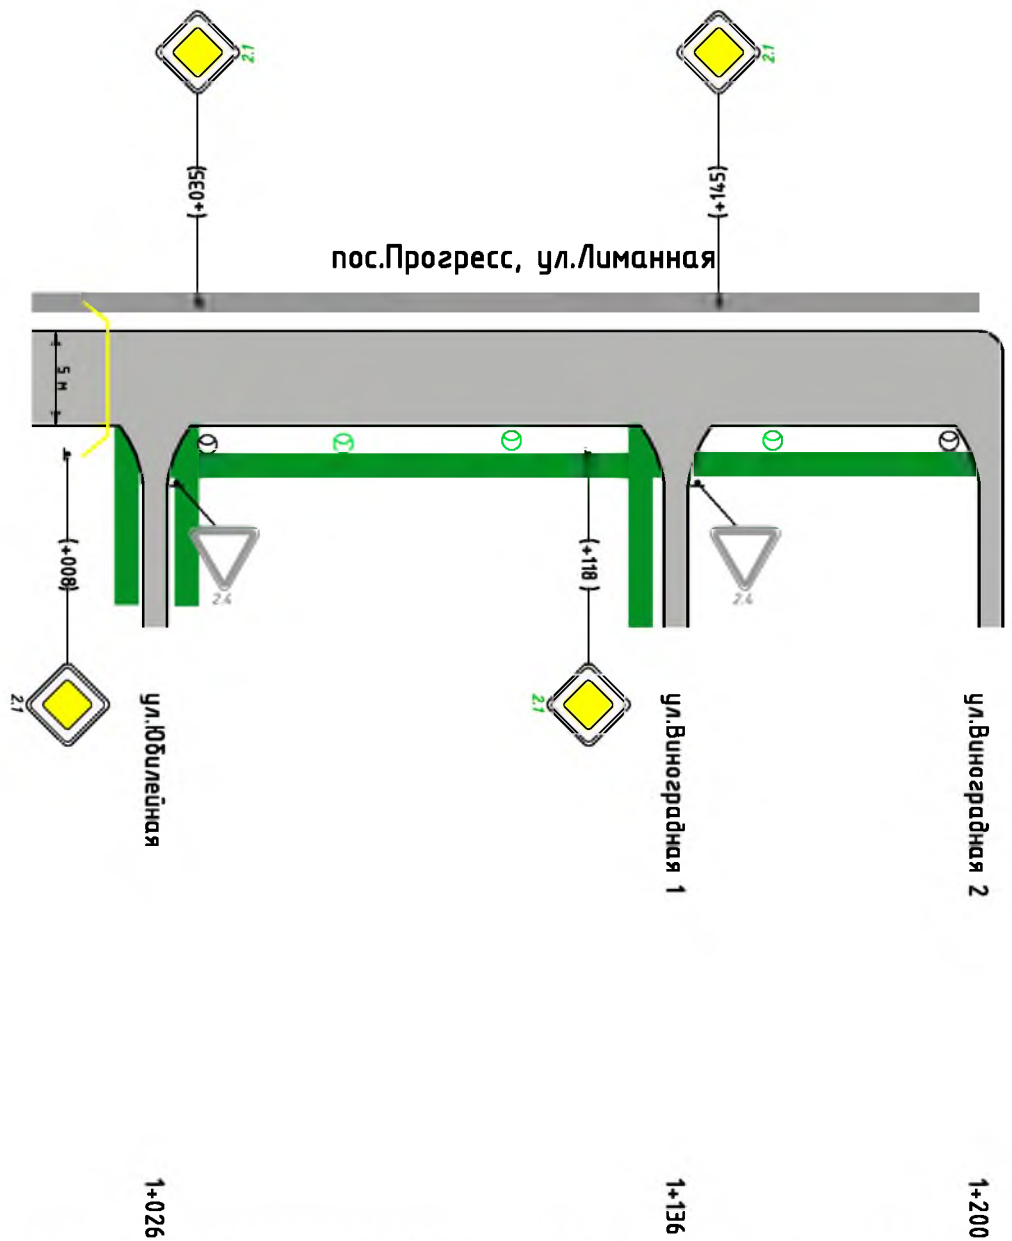 2.1
2.1
(+035)
(+145)
пос.Прогресс, ул.Лиманная
5 м
(+008)
(+118 )
2.4
2.4
2.1
2.1
ул.Юбилейная
ул.Виноградная 1
ул.Виноградная 2
1+026
1+136
1+200